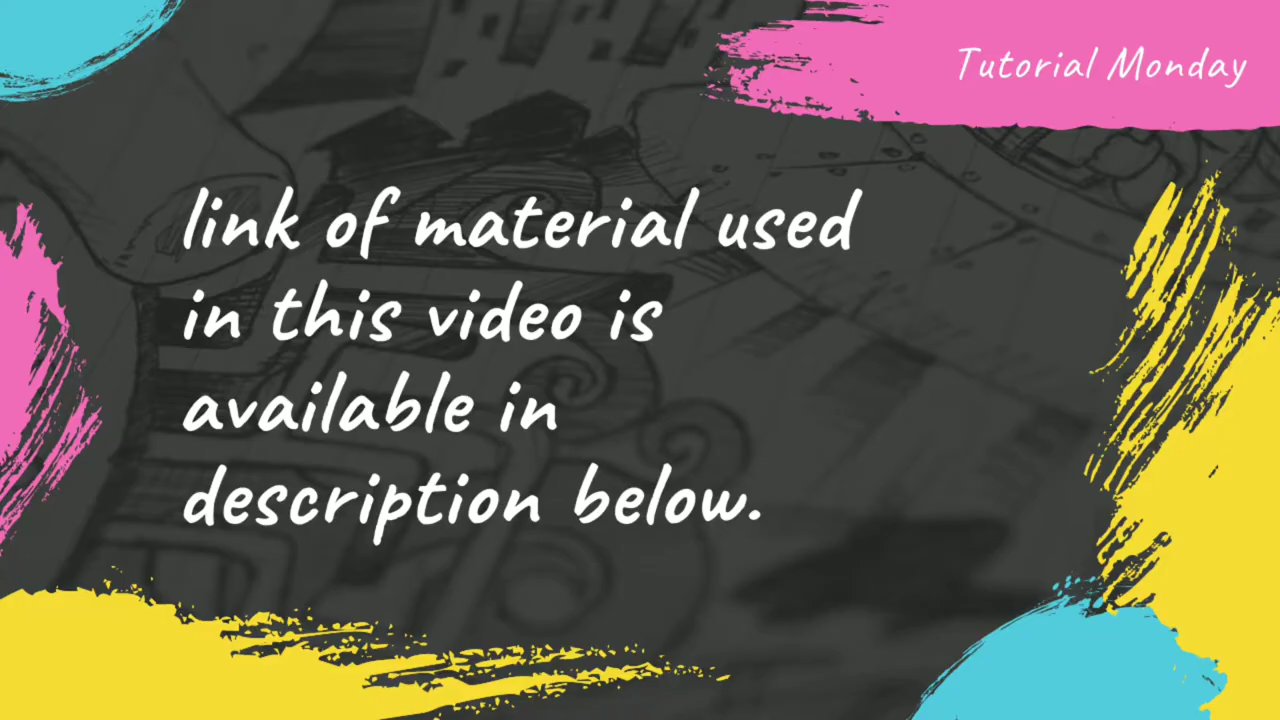 Tutorial Monday
link of material used
in this video is
available in
description below.